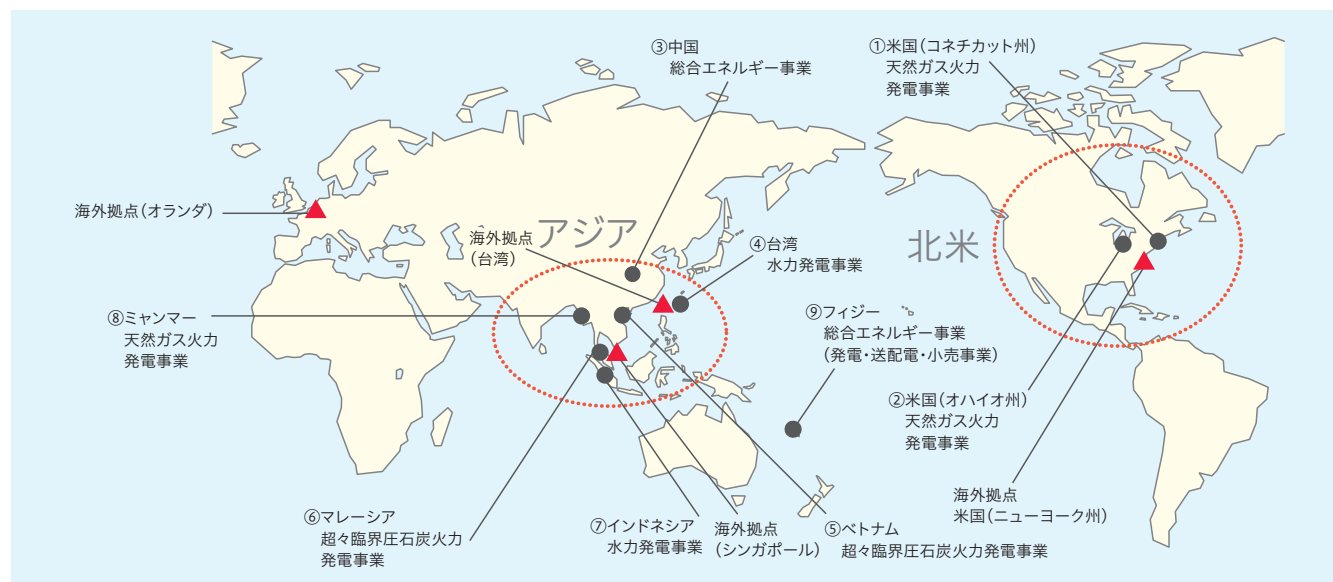 ③中国
総合エネルギー事業
①米国（コネチカット州）
天然ガス火力
発電事業
海外拠点（オランダ）
アジア
海外拠点
（台湾）
④台湾
水力発電事業
北米
⑧ミャンマー
天然ガス火力
発電事業
⑨フィジー
総合エネルギー事業
（発電・送配電・小売事業）
②米国（オハイオ州）
天然ガス火力
発電事業
海外拠点
米国（ニューヨーク州）
⑥マレーシア
超々臨界圧石炭火力
発電事業
⑦インドネシア
水力発電事業
海外拠点
（シンガポール）
⑤ベトナム
超々臨界圧石炭火力発電事業